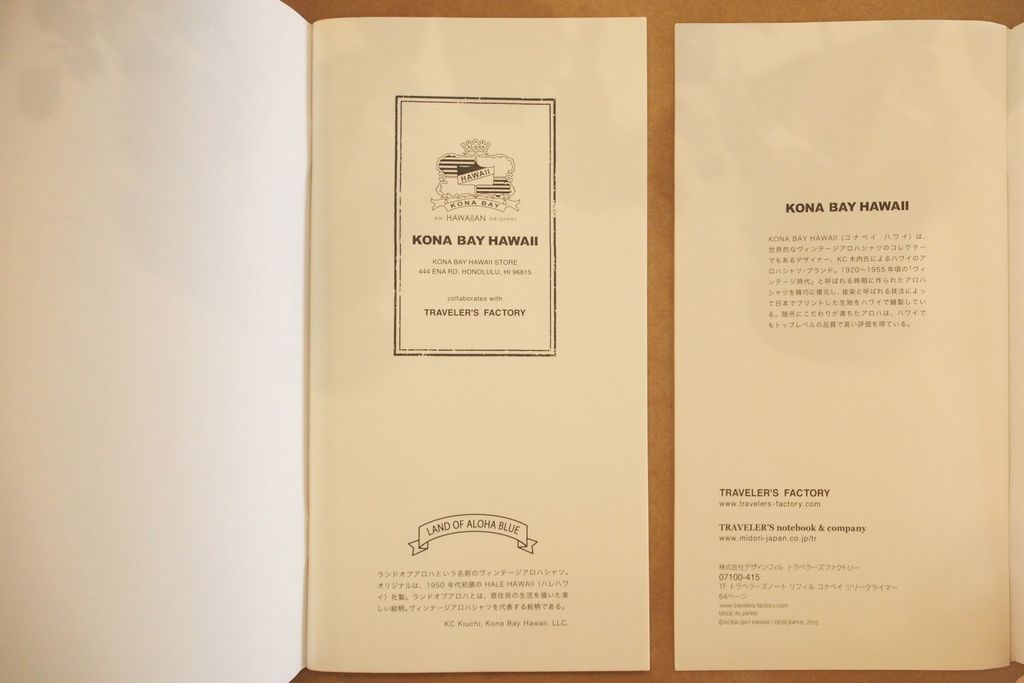 ALOHA
HAWAII
KONA BAY
AN HAWAIIAN ORIGINAL
KONA BAY HAWAII
KONA BAY HAWAII STORE
444 ENA RD. HONOLULU, HI 96815
collaborates with
TRAVELER'S FACTORY
LAND OF ALOHA BLUE
ランドオブアロハという名前のヴィンテージアロハシャツ。
オリジナルは、1950 年代初頭の HALE HAWAII（ハレハワ
イ）社製。ランドオブアロハとは、原住民の生活を描いた楽
しい絵柄。ヴィンテージアロハシャツを代表する絵柄である。
KC Kiuchi, Kona Bay Hawaii, LLC.
KONA BAY HAWAII
KONA BAY HAWAII（コナベイ ハワイ）は、
世界的なヴィンテージアロハシャツのコレクター
でもあるデザイナー、KC 木内氏によるハワイのア
ロハシャツ・ブランド。1920〜1955 年頃の「ヴィ
ンテージ時代」と呼ばれる時期に作られたアロハ
シャツを精巧に復元し、抜染と呼ばれる技法によっ
て日本でプリントした生地をハワイで縫製してい
る。随所にこだわりが満ちたアロハは、ハワイで
もトップレベルの品質で高い評価を得ている。
TRAVELER'S FACTORY
www.travelers-factory.com
TRAVELER'S notebook & company
www.midori-japan.co.jp/tr
株式会社デザインフィル トラベラーズファクトリー
07100-415
TF トラベラーズノート リフィル コナベイ ツリークライマー
64ページ
www.travelers-factory.com
MADE IN JAPAN
© KONA BAY HAWAII / DESIGNPHIL 2015